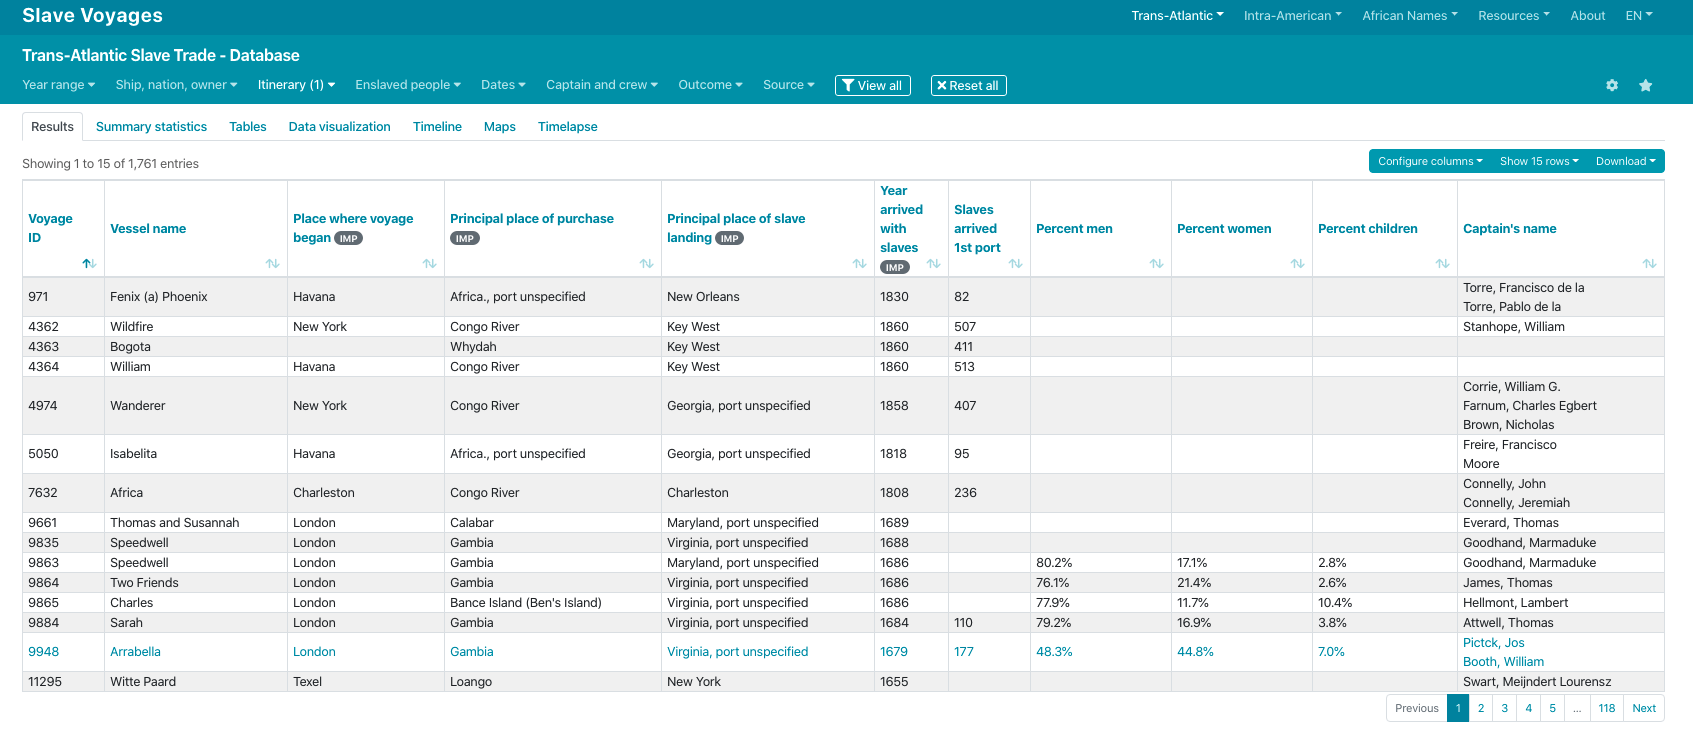 Slave Voyages
Trans-Atlantic Intra-American African Names Resources About EN
Trans-Atlantic Slave Trade - Database
Year range Ship, nation, owner Itinerary (1) Enslaved people Dates Captain and crew Outcome Source View all Reset all
Results Summary statistics Tables Data visualization Timeline Maps Timelapse
Showing 1 to 15 of 1,761 entries
Configure columns Show 15 rows Download
Voyage ID Vessel name Place where voyage began IMP Principal place of purchase IMP Principal place of slave landing IMP Year arrived with slaves IMP Slaves arrived 1st port Percent men Percent women Percent children Captain's name
971 Fenix (a) Phoenix Havana Africa., port unspecified New Orleans 1830 82 Torre, Francisco de la
Torre, Pablo de la
4362 Wildfire New York Congo River Key West 1860 507 Stanhope, William
4363 Bogota Whydah Key West 1860 411
4364 William Havana Congo River Key West 1860 513
4974 Wanderer New York Congo River Georgia, port unspecified 1858 407 Corrie, William G.
Farnum, Charles Egbert
Brown, Nicholas
5050 Isabelita Havana Africa., port unspecified Georgia, port unspecified 1818 95 Freire, Francisco
Moore
7632 Africa Charleston Congo River Charleston 1808 236 Connelly, John
Connelly, Jeremiah
9661 Thomas and Susannah London Calabar Maryland, port unspecified 1689 Everard, Thomas
9835 Speedwell London Gambia Virginia, port unspecified 1688 Goodhand, Marmaduke
9863 Speedwell London Gambia Maryland, port unspecified 1686 80.2% 17.1% 2.8% Goodhand, Marmaduke
9864 Two Friends London Gambia Virginia, port unspecified 1686 76.1% 21.4% 2.6% James, Thomas
9865 Charles London Bance Island (Ben's Island) Virginia, port unspecified 1686 77.9% 11.7% 10.4% Hellmont, Lambert
9884 Sarah London Gambia Virginia, port unspecified 1684 110 79.2% 16.9% 3.8% Attwell, Thomas
9948 Arrabella London Gambia Virginia, port unspecified 1679 177 48.3% 44.8% 7.0% Pictck, Jos
Booth, William
11295 Witte Paard Texel Loango New York 1655 Swart, Meijndert Lourensz
Previous 1 2 3 4 5 ... 118 Next